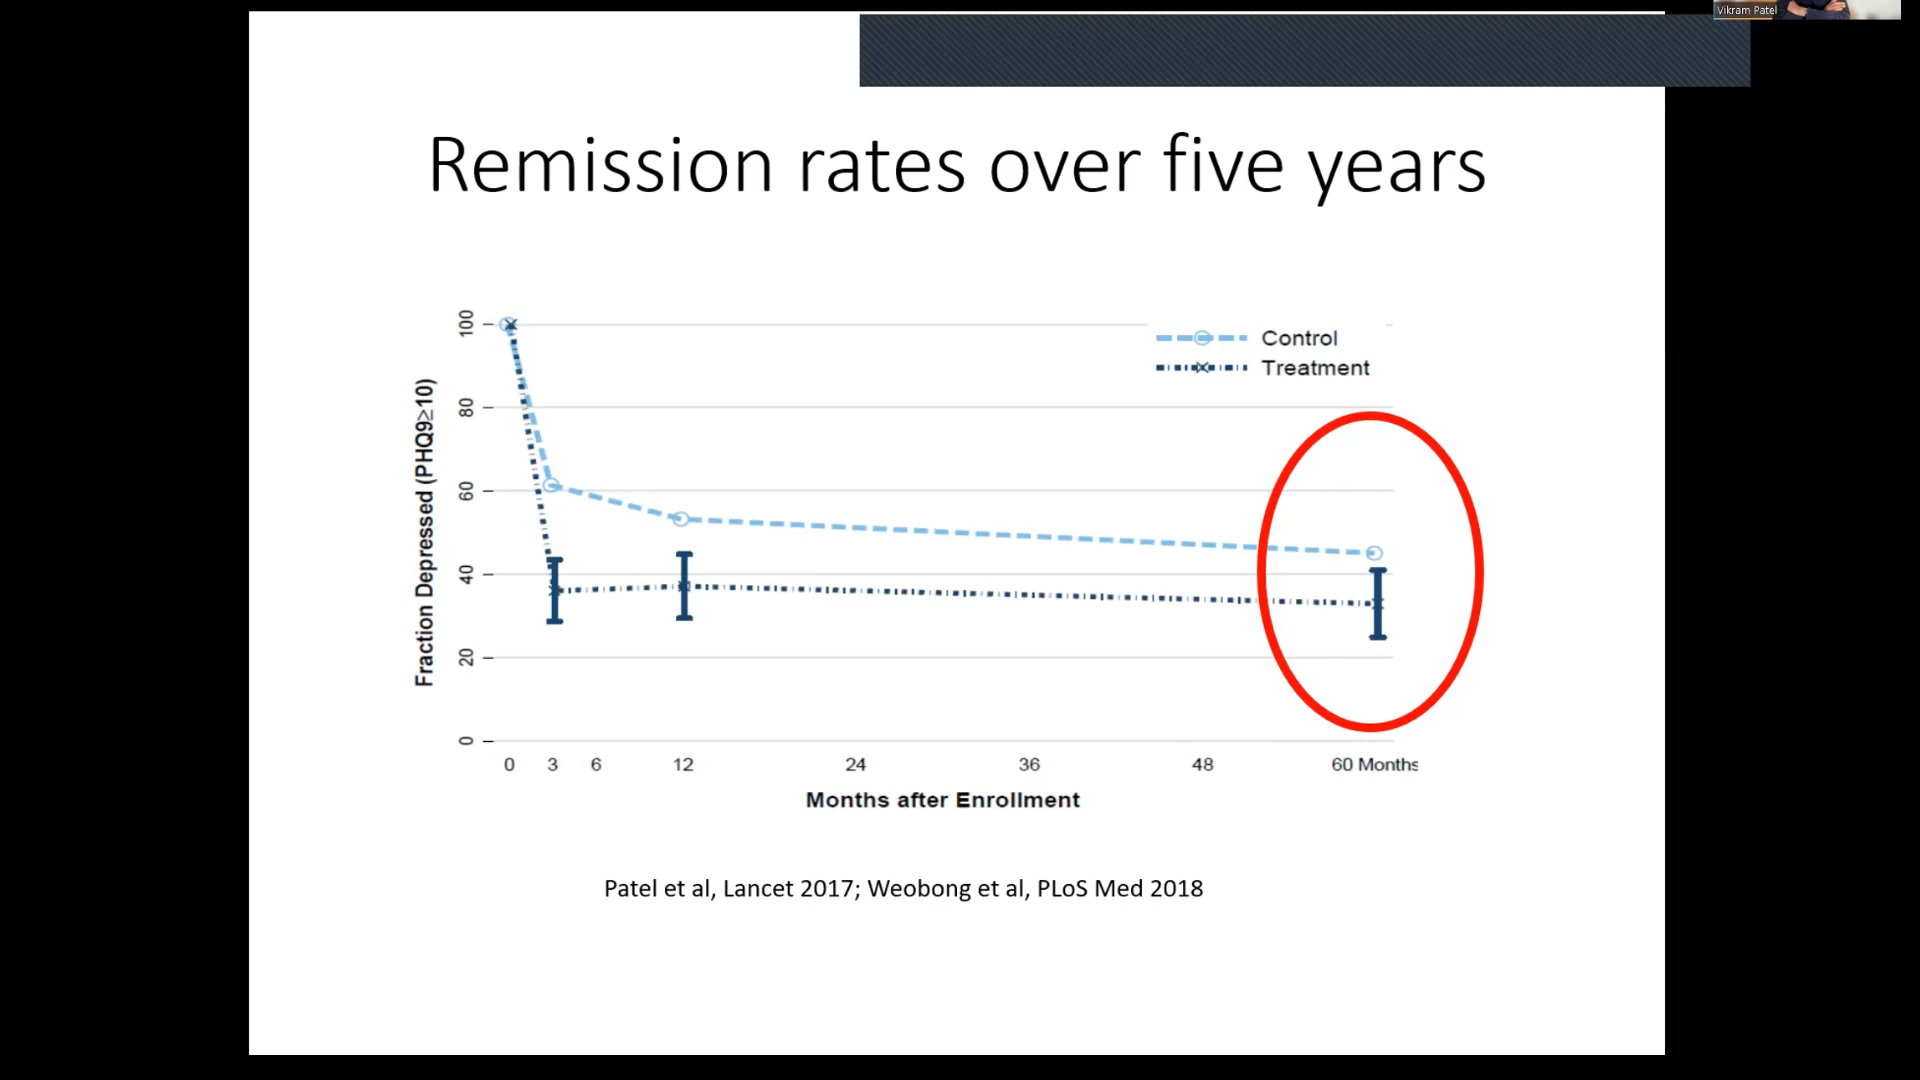 Vikram Patel
Remission rates over five years
Control
Treatment
Fraction Depressed (PHQ9≥10)
100
80
60
40
20
0
0 3 6 12 24 36 48 60 Months
Months after Enrollment
Patel et al, Lancet 2017; Weobong et al, PLoS Med 2018